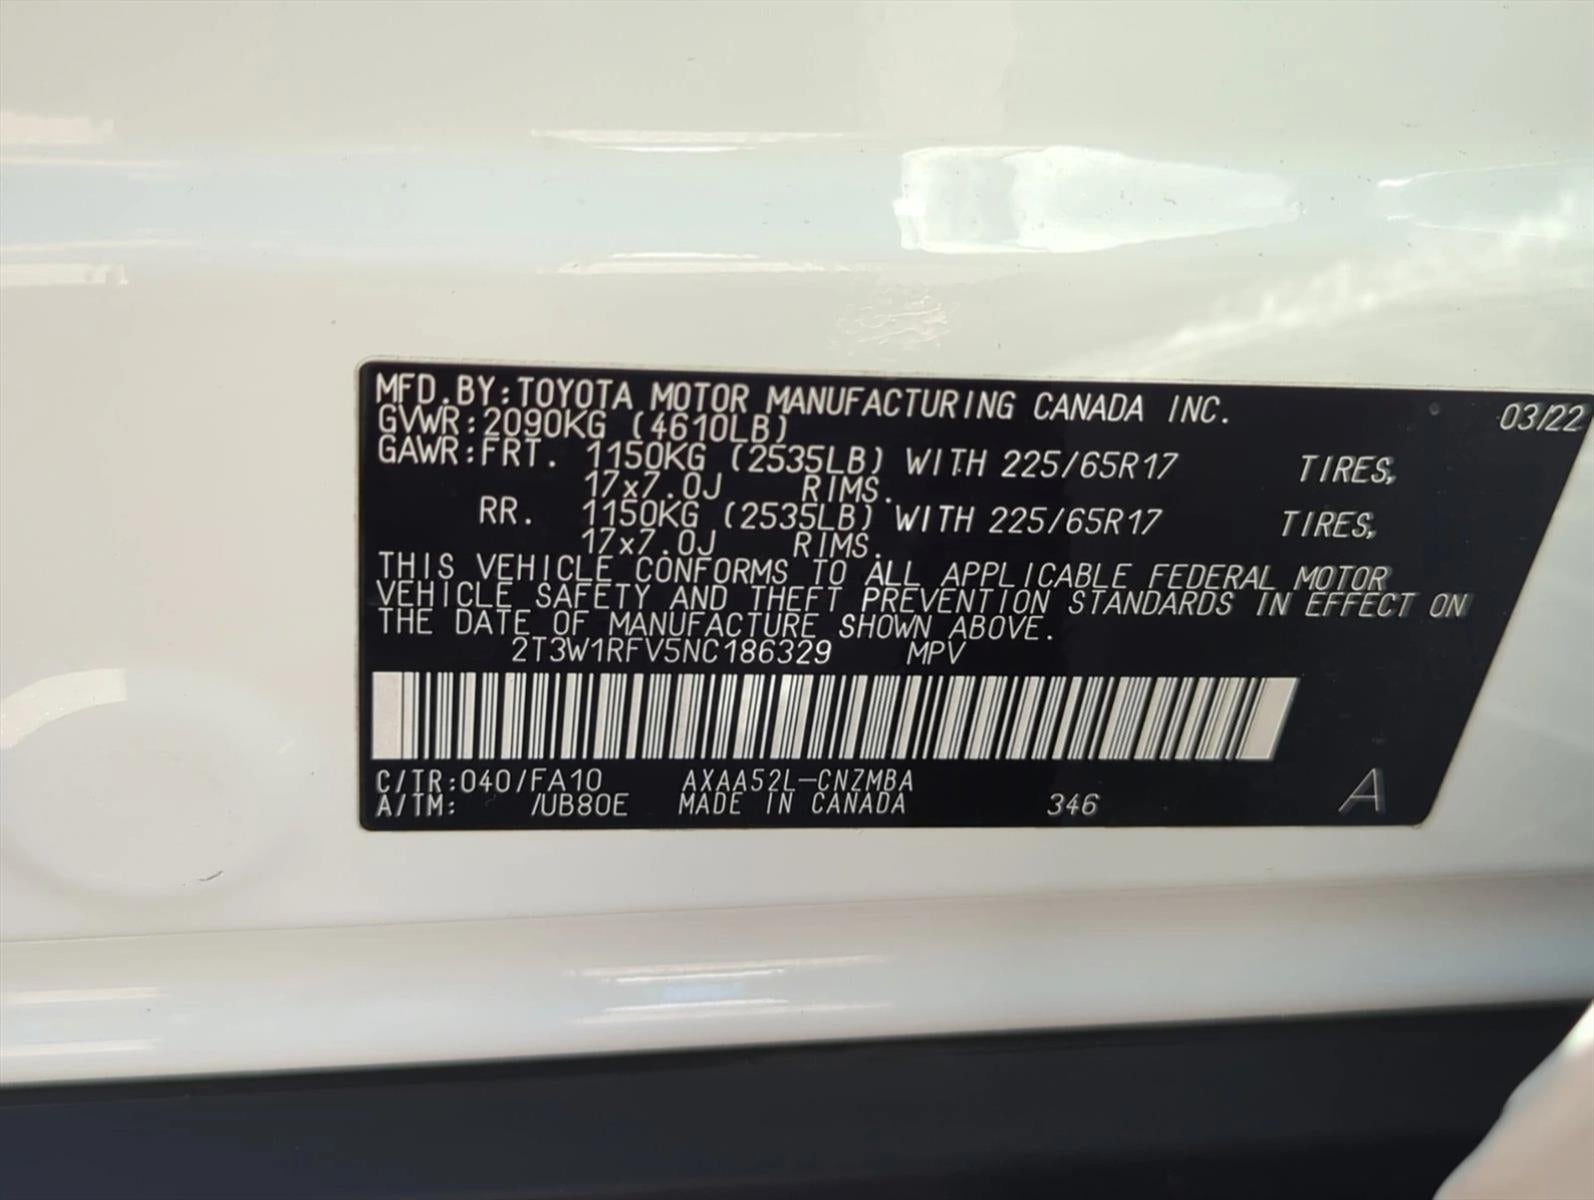 MFD.BY:TOYOTA MOTOR MANUFACTURING CANADA INC. 03/22
GVWR:2090KG (4610LB)
GAWR:FRT. 1150KG (2535LB) WITH 225/65R17 TIRES,
17x7.0J RIMS.
RR. 1150KG (2535LB) WITH 225/65R17 TIRES,
17x7.0J RIMS.
THIS VEHICLE CONFORMS TO ALL APPLICABLE FEDERAL MOTOR
VEHICLE SAFETY AND THEFT PREVENTION STANDARDS IN EFFECT ON
THE DATE OF MANUFACTURE SHOWN ABOVE.
2T3W1RFV5NC186329 MPV
C/TR:040/FA10 AXAA52L-CNZMBA
A/TM: /UB80E MADE IN CANADA 346 A